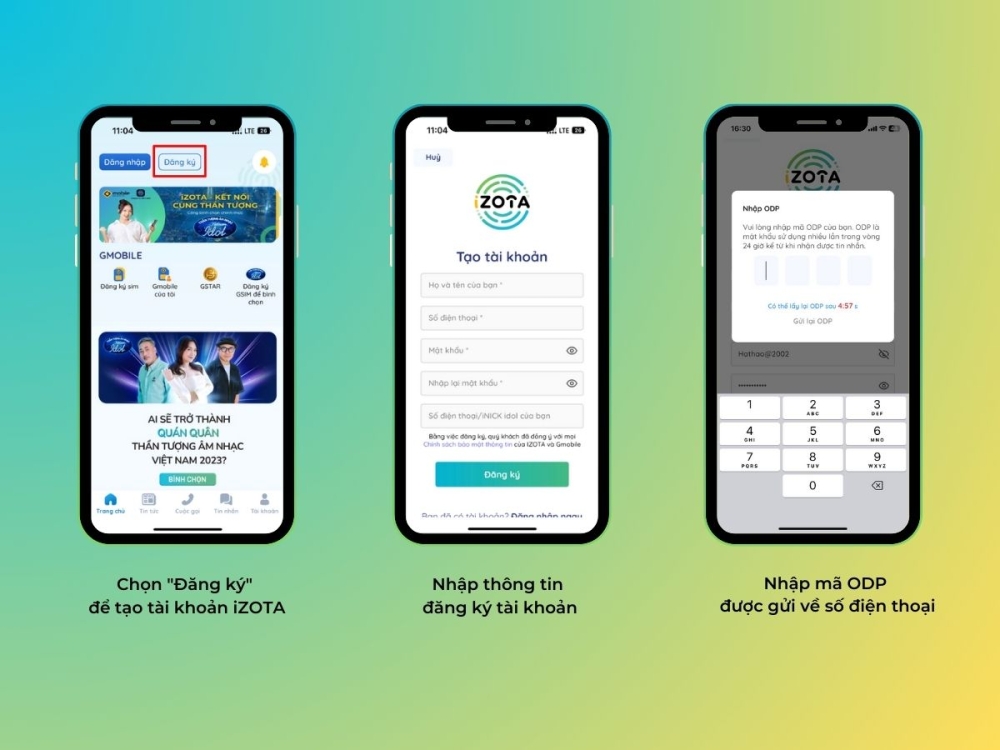 11:04
LTE 26
Đăng nhập
Đăng ký
gmobile
iZOTA - KẾT NỐI
CÙNG THẦN TƯỢNG
Idol
GMOBILE
Đăng ký sim
Gmobile
của tôi
GSTAR
Đăng ký
GSIM để bình
chọn
Idol
AI SẼ TRỞ THÀNH
QUÁN QUÂN
THẦN TƯỢNG ÂM NHẠC
VIỆT NAM 2023?
BÌNH CHỌN
Trang chủ
Tin tức
Cuộc gọi
Tin nhắn
Tài khoản
Chọn "Đăng ký"
để tạo tài khoản iZOTA
11:04
LTE 26
Huỷ
iZOTA
Tạo tài khoản
Họ và tên của bạn *
Số điện thoại *
Mật khẩu *
Nhập lại mật khẩu *
Số điện thoại/iNICK idol của bạn
Bằng việc đăng ký, quý khách đã đồng ý với mọi
Chính sách bảo mật thông tin của IZOTA và Gmobile
Đăng ký
Bạn đã có tài khoản? Đăng nhập ngay
Nhập thông tin
đăng ký tài khoản
16:30
iZOTA
Nhập ODP
Vui lòng nhập mã ODP của bạn. ODP là
mật khẩu sử dụng nhiều lần trong vòng
24 giờ kể từ khi nhận được tin nhắn.
Có thể lấy lại ODP sau 4:57 s
Gửi lại ODP
Hathao@2002
1
2
ABC
3
DEF
4
GHI
5
JKL
6
MNO
7
PQRS
8
TUV
9
WXYZ
0
Nhập mã ODP
được gửi về số điện thoại